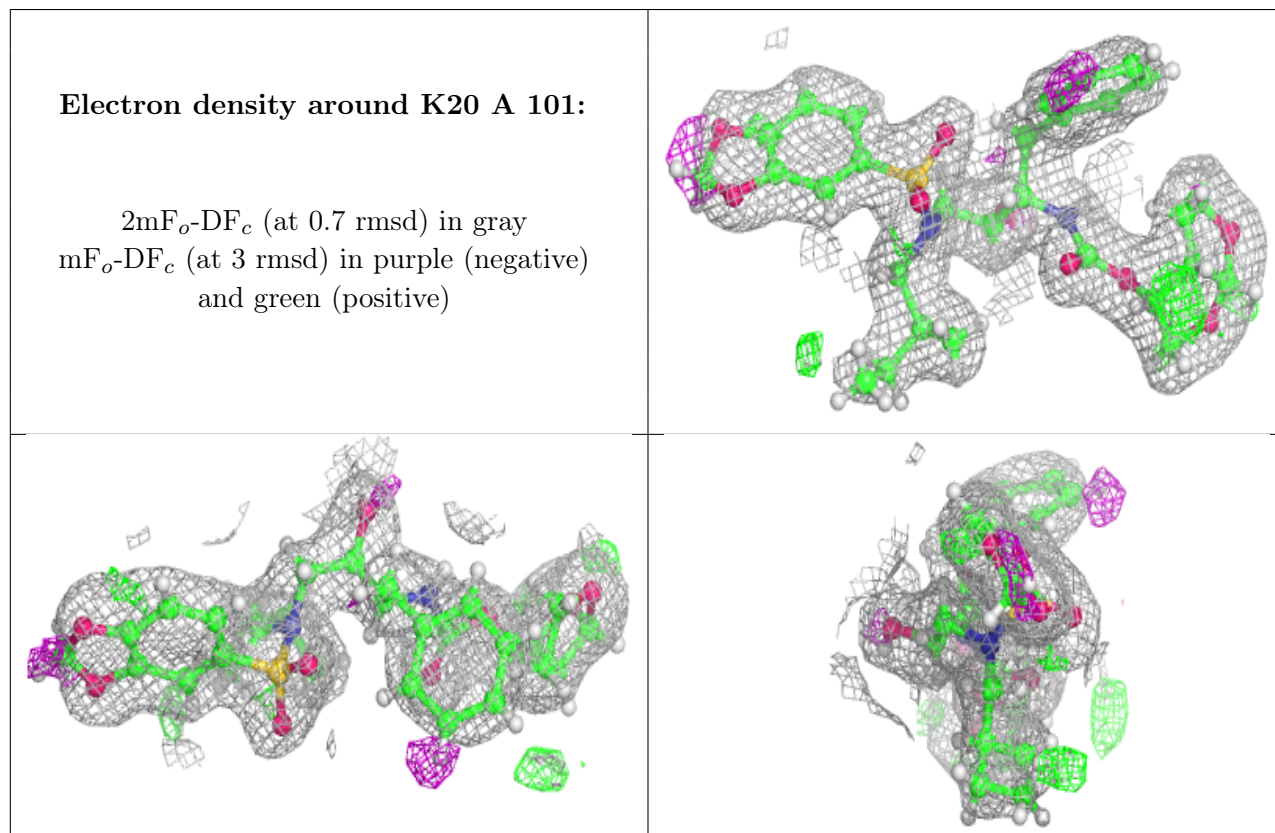 Electron density around K20 A 101:
2mFo-DFc (at 0.7 rmsd) in gray
mFo-DFc (at 3 rmsd) in purple (negative)
and green (positive)